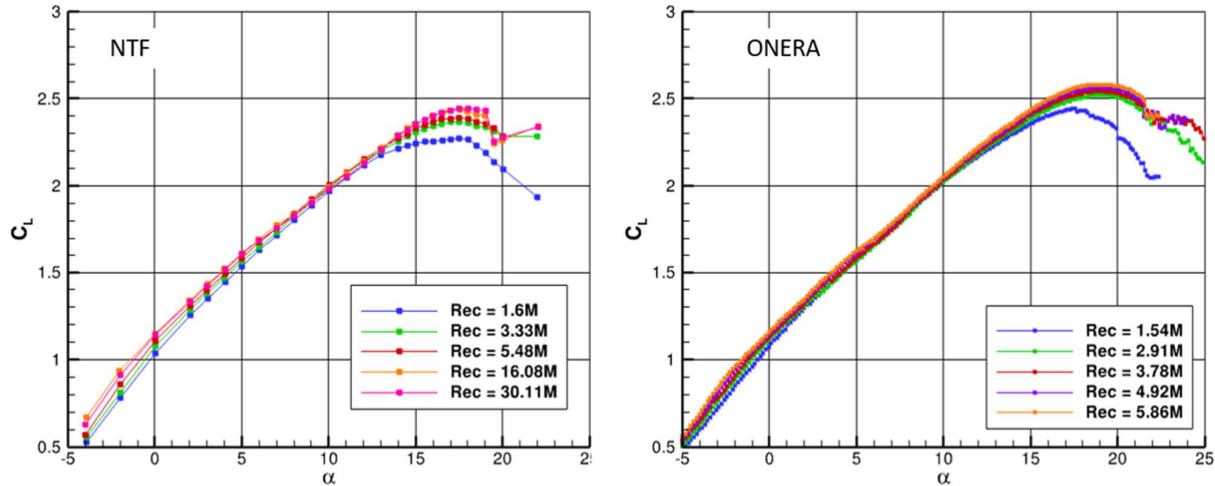 NTF
C_L
3
2.5
2
1.5
1
0.5
-5
0
5
10
15
20
25
α
Rec = 1.6M
Rec = 3.33M
Rec = 5.48M
Rec = 16.08M
Rec = 30.11M
ONERA
C_L
3
2.5
2
1.5
1
0.5
-5
0
5
10
15
20
25
α
Rec = 1.54M
Rec = 2.91M
Rec = 3.78M
Rec = 4.92M
Rec = 5.86M